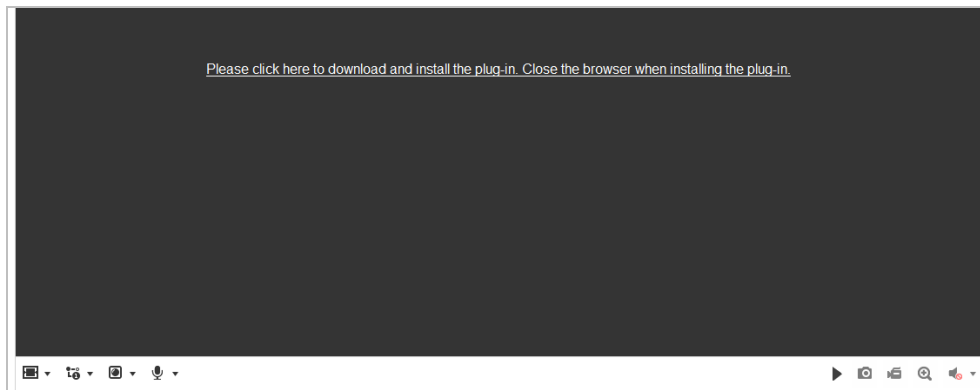 Please click here to download and install the plug-in. Close the browser when installing the plug-in.